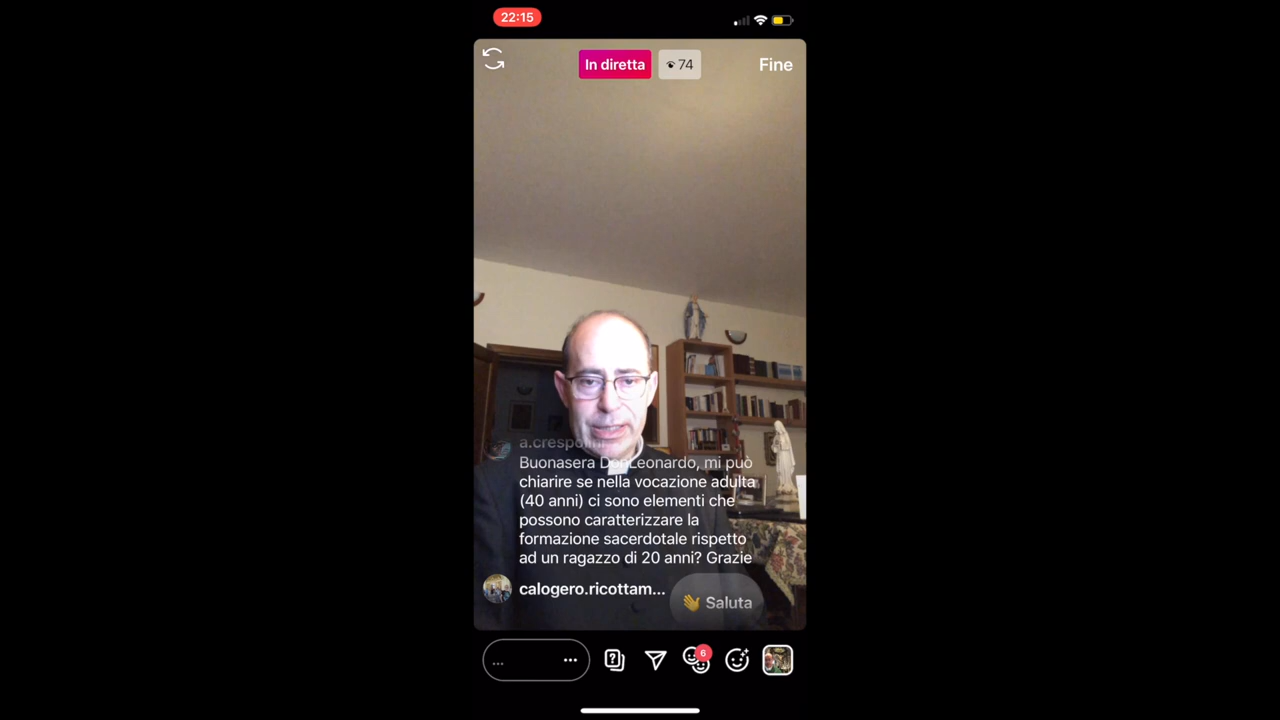 22:15
In diretta
74
Fine
a.crespolini
Buonasera Don Leonardo, mi può
chiarire se nella vocazione adulta
(40 anni) ci sono elementi che
possono caratterizzare la
formazione sacerdotale rispetto
ad un ragazzo di 20 anni? Grazie
calogero.ricottam...
👋 Saluta
...
6